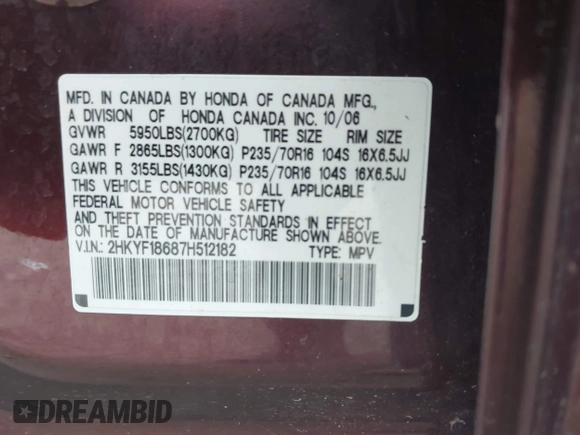 MFD. IN CANADA BY HONDA OF CANADA MFG.,
A DIVISION OF HONDA CANADA INC. 10/06
GVWR 5950LBS(2700KG) TIRE SIZE RIM SIZE
GAWR F 2865LBS(1300KG) P235/70R16 104S 16X6.5JJ
GAWR R 3155LBS(1430KG) P235/70R16 104S 16X6.5JJ
THIS VEHICLE CONFORMS TO ALL APPLICABLE
FEDERAL MOTOR VEHICLE SAFETY
AND THEFT PREVENTION STANDARDS IN EFFECT
ON THE DATE OF MANUFACTURE SHOWN ABOVE.
V.I.N.: 2HKYF18687H512182 TYPE: MPV
DREAMBID